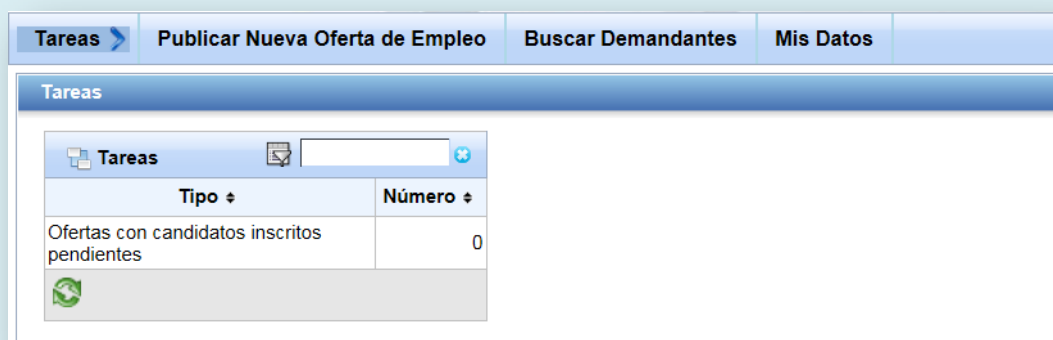 Tareas Publicar Nueva Oferta de Empleo Buscar Demandantes Mis Datos
Tareas
Tareas
Tipo Número
Ofertas con candidatos inscritos
pendientes 0